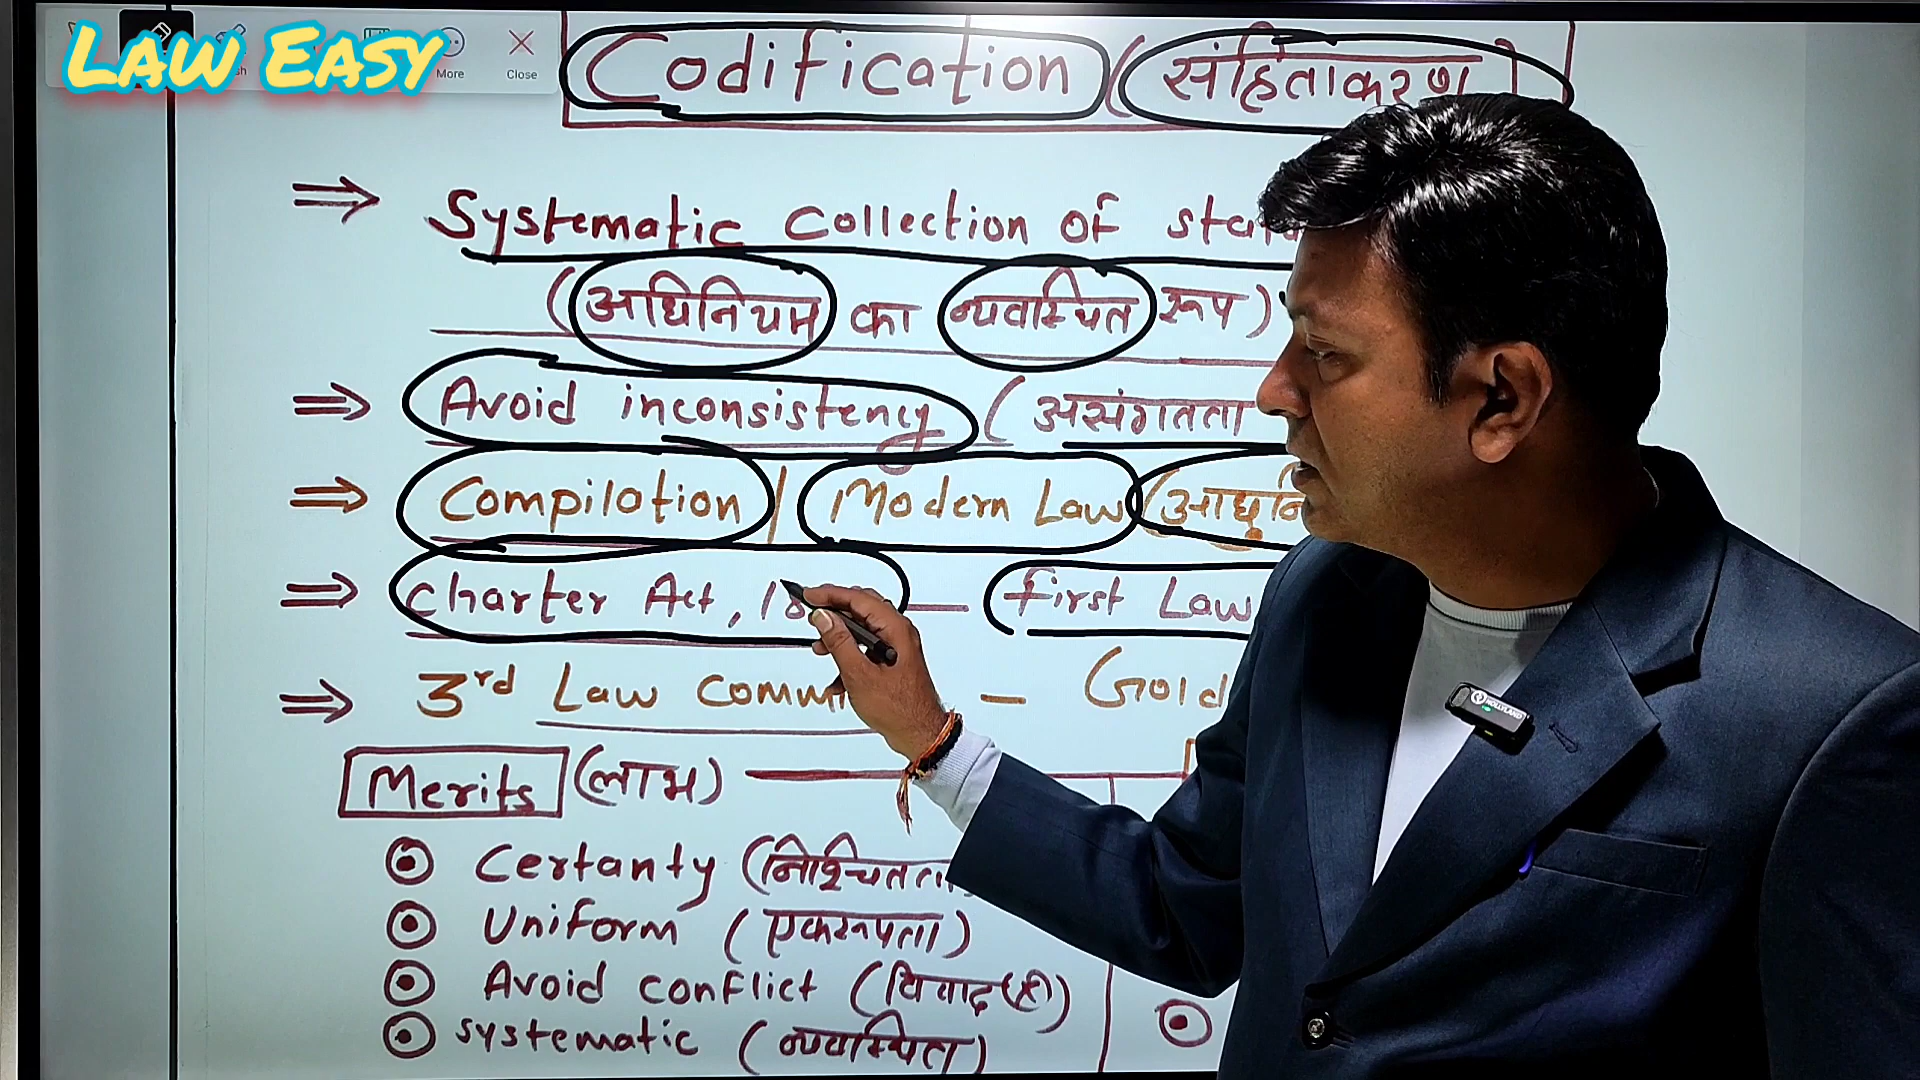 Law Easy
More
Close
Codification (संहिताकरण)
⇒ Systematic Collection of
(अधिनियम का व्यवस्थित रूप)
⇒ Avoid inconsistency (असंगतता
⇒ Compilation / Modern Law (आधुनि
⇒ Charter Act, 18 — First Law
⇒ 3rd Law Comm — Gold
Merits (लाभ)
Certanty (निश्चितता
Uniform (एकरूपता)
Avoid conflict (विवाद
systematic (व्यवस्थित)